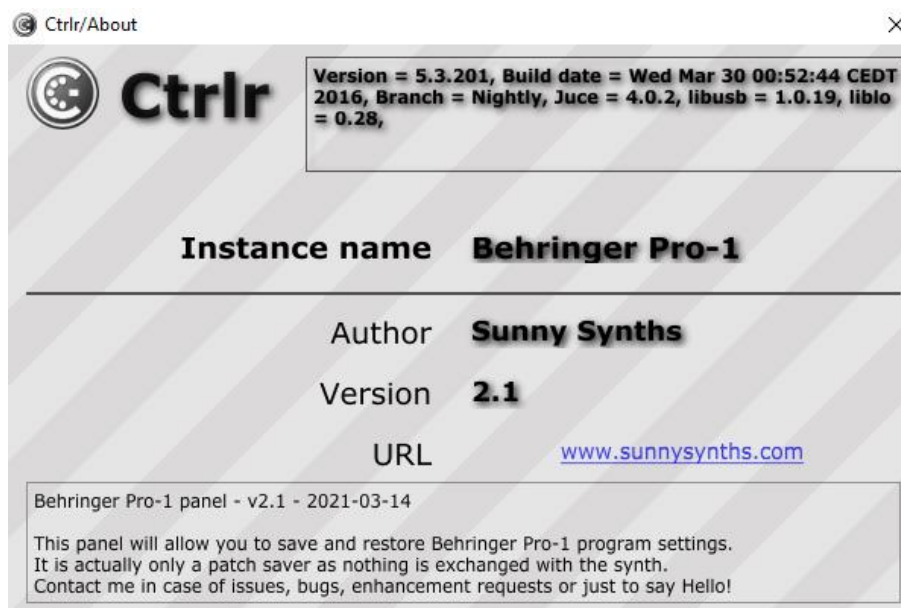 Ctrlr/About
Ctrlr
Version = 5.3.201, Build date = Wed Mar 30 00:52:44 CEDT
2016, Branch = Nightly, Juce = 4.0.2, libusb = 1.0.19, liblo
= 0.28,
Instance name Behringer Pro-1
Author Sunny Synths
Version 2.1
URL www.sunnysynths.com
Behringer Pro-1 panel - v2.1 - 2021-03-14
This panel will allow you to save and restore Behringer Pro-1 program settings.
It is actually only a patch saver as nothing is exchanged with the synth.
Contact me in case of issues, bugs, enhancement requests or just to say Hello!